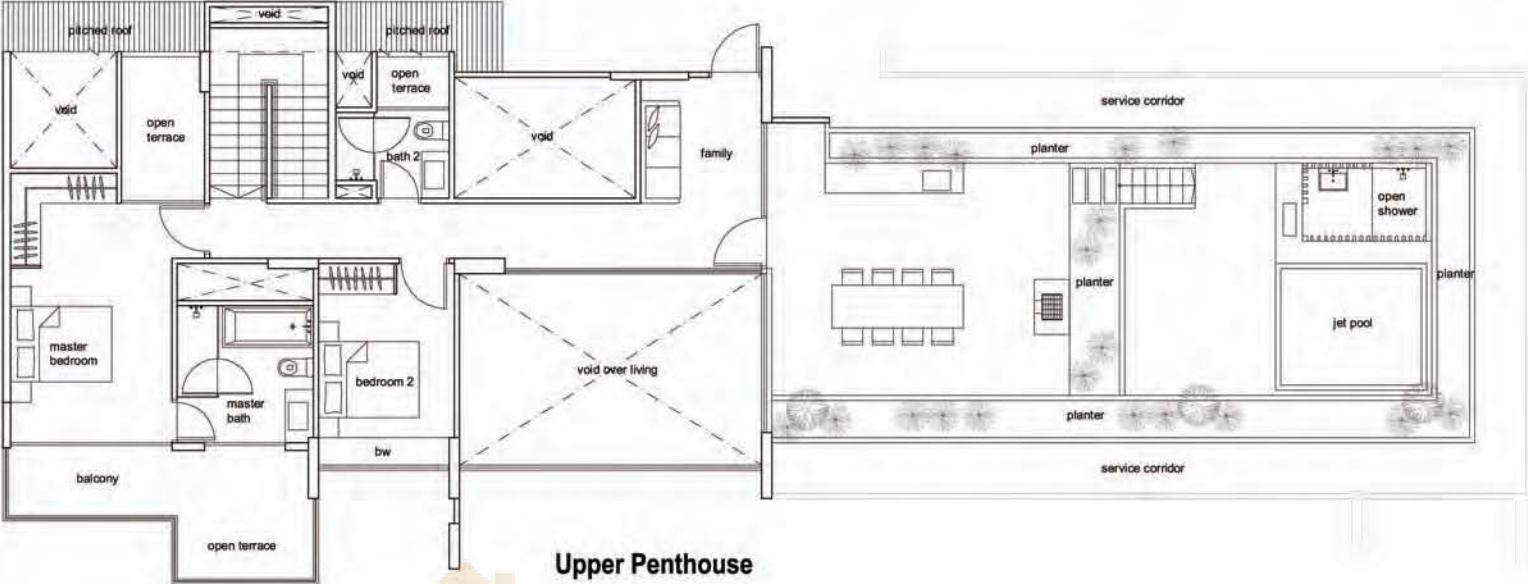 void
pitched roof
pitched roof
void
open
terrace
void
open
terrace
void
bath 2
family
service corridor
planter
open
shower
planter
planter
jet pool
master
bedroom
master
bath
bedroom 2
void over living
planter
bw
balcony
open terrace
service corridor
Upper Penthouse